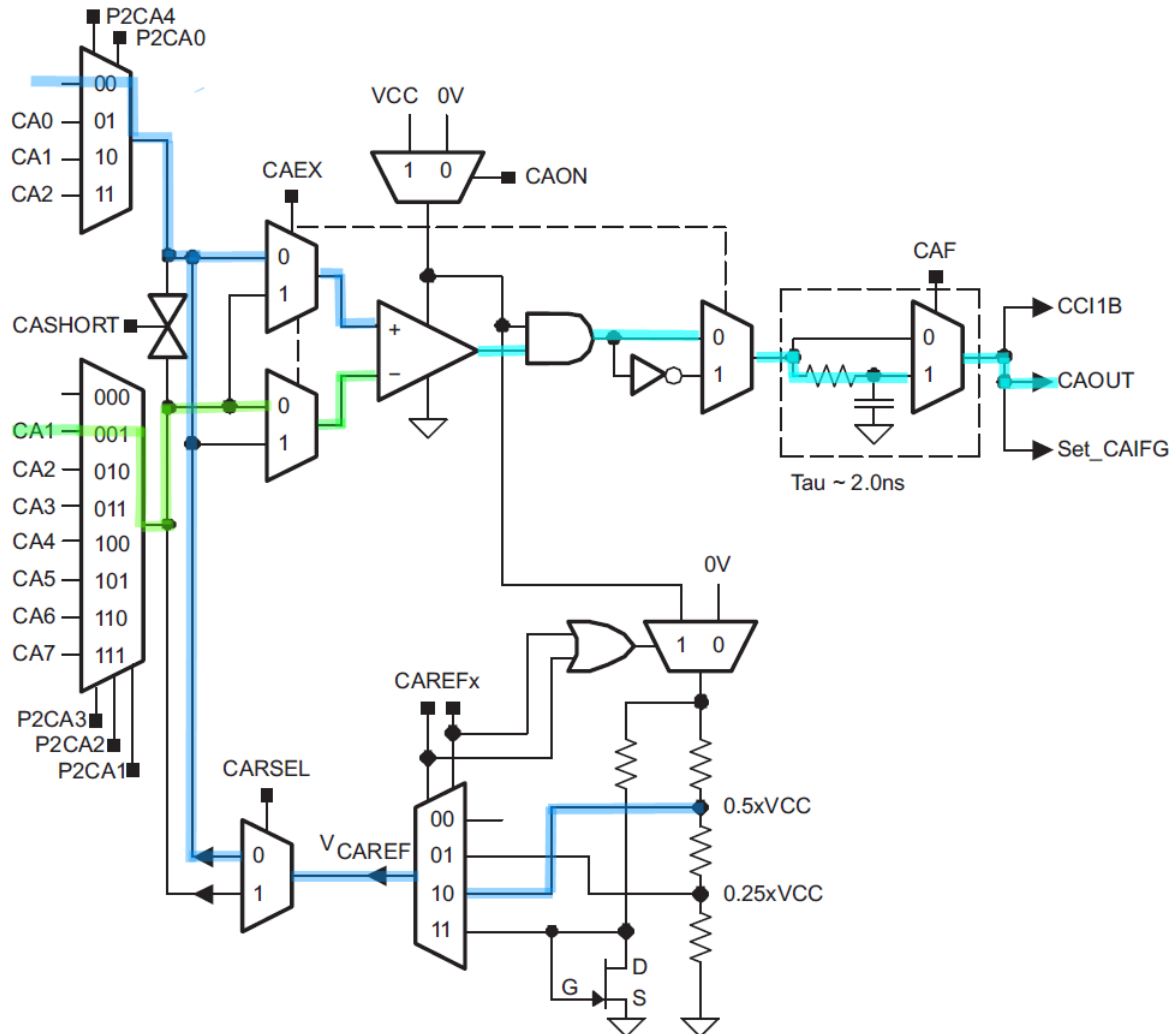 P2CA4
P2CA0
00
CA0 01
CA1 10
CA2 11
VCC 0V
1 0
CAON
CAEX
0
1
CASHORT
+
−
0
1
CAF
0
1
0
1
CCI1B
CAOUT
Set_CAIFG
Tau ~ 2.0ns
000
CA1 001
CA2 010
CA3 011
CA4 100
CA5 101
CA6 110
CA7 111
P2CA3
P2CA2
P2CA1
0V
1 0
CAREFx
CARSEL
0
1
VCAREF
00
01
10
11
0.5xVCC
0.25xVCC
G
D
S